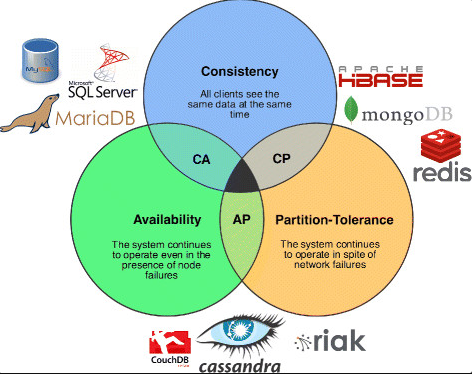 Consistency
All clients see the
same data at the same
time
MySQL
Microsoft
SQL Server
MariaDB
APACHE
HBASE
mongoDB
redis
CA
CP
AP
Availability
The system continues
to operate even in the
presence of node
failures
Partition-Tolerance
The system continues
to operate in spite of
network failures
CouchDB
cassandra
riak